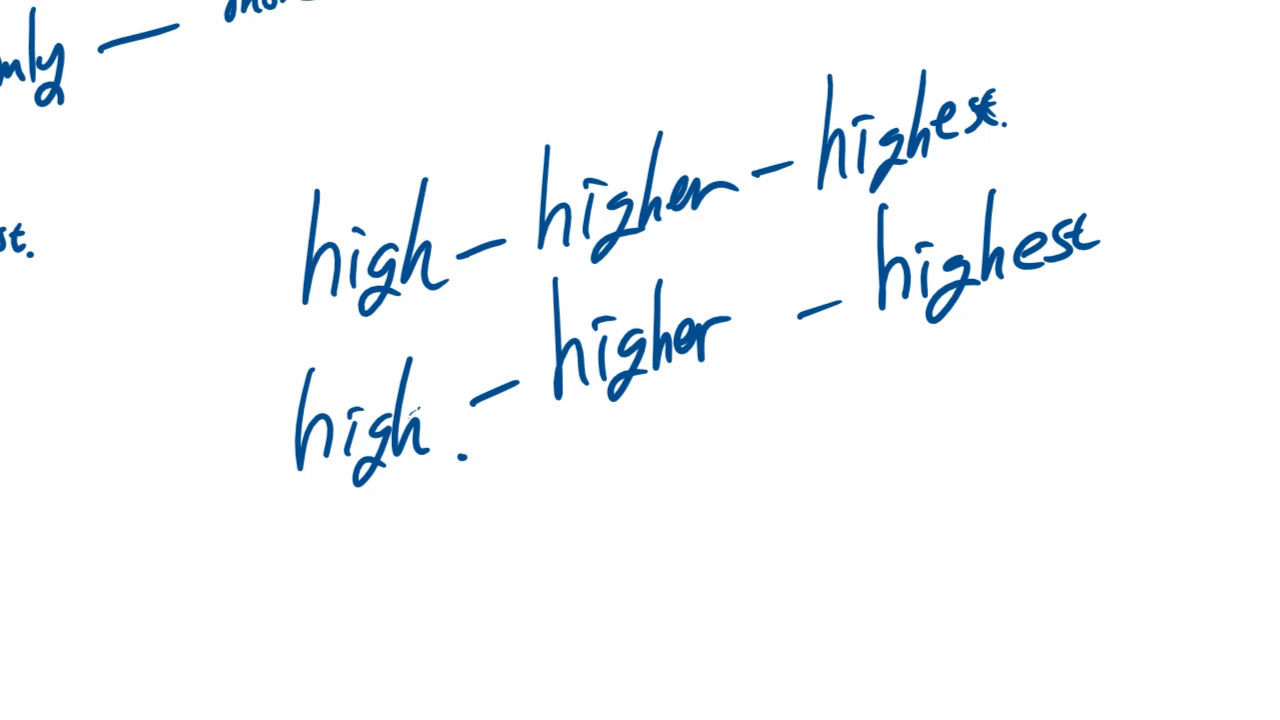 high – higher – highest.
high. – higher – highest